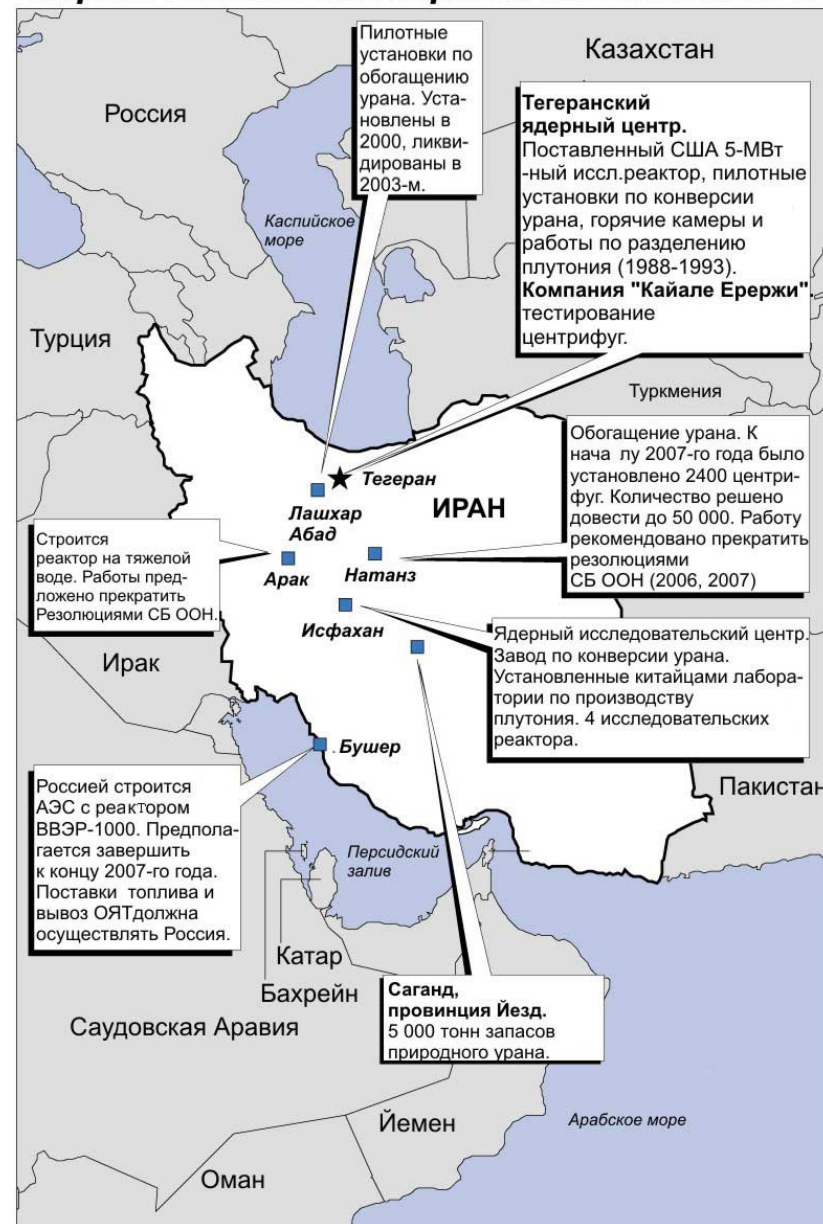 Казахстан
Россия
Пилотные
установки по
обогащению
урана. Уста-
новлены в
2000, ликви-
дированы в
2003-м.
Тегеранский
ядерный центр.
Поставленный США 5-МВт
-ный иссл.реактор, пилотные
установки по конверсии
урана, горячие камеры и
работы по разделению
плутония (1988-1993).
Компания "Кайале Ерержи".
тестирование
центрифуг.
Каспийское
море
Турция
Туркмения
Тегеран
ИРАН
Лашхар
Абад
Обогащение урана. К
нача лу 2007-го года было
установлено 2400 центри-
фуг. Количество решено
довести до 50 000. Работу
рекомендовано прекратить
резолюциями
СБ ООН (2006, 2007)
Строится
реактор на тяжелой
воде. Работы пред-
ложено прекратить
Резолюциями СБ ООН.
Арак
Натанз
Исфахан
Ядерный исследовательский центр.
Завод по конверсии урана.
Установленные китайцами лабора-
тории по производству
плутония. 4 исследовательских
реактора.
Ирак
Бушер
Пакистан
Россией строится
АЭС с реактором
ВВЭР-1000. Предпола-
гается завершить
к концу 2007-го года.
Поставки топлива и
вывоз ОЯТдолжна
осуществлять Россия.
Персидский
залив
Катар
Бахрейн
Саудовская Аравия
Саганд,
провинция Йезд.
5 000 тонн запасов
природного урана.
Йемен
Арабское море
Оман